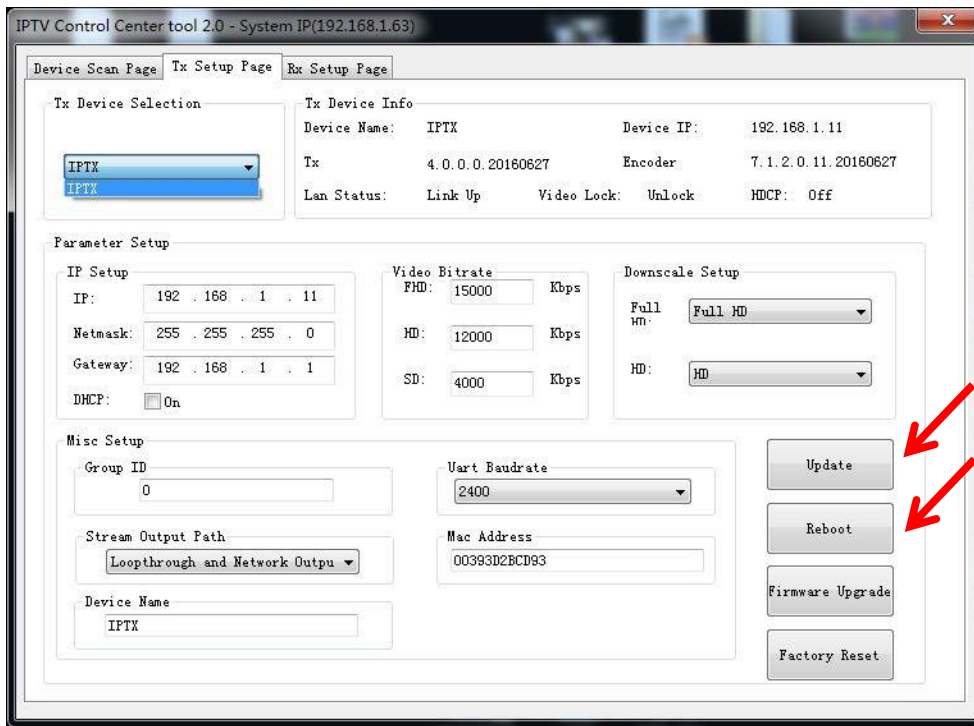 IPTV Control Center tool 2.0 - System IP(192.168.1.63)
x
Device Scan Page Tx Setup Page Rx Setup Page
Tx Device Selection
IPTX
IPTX
Tx Device Info
Device Name: IPTX Device IP: 192.168.1.11
Tx 4.0.0.0.20160627 Encoder 7.1.2.0.11.20160627
Lan Status: Link Up Video Lock: Unlock HDCP: Off
Parameter Setup
IP Setup
IP: 192 . 168 . 1 . 11
Netmask: 255 . 255 . 255 . 0
Gateway: 192 . 168 . 1 . 1
DHCP: On
Video Bitrate
FHD: 15000 Kbps
HD: 12000 Kbps
SD: 4000 Kbps
Downscale Setup
Full
HD: Full HD
HD: HD
Misc Setup
Group ID
0
Uart Baudrate
2400
Stream Output Path
Loopthrough and Network Outpu
Mac Address
00393D2BCD93
Device Name
IPTX
Update
Reboot
Firmware Upgrade
Factory Reset